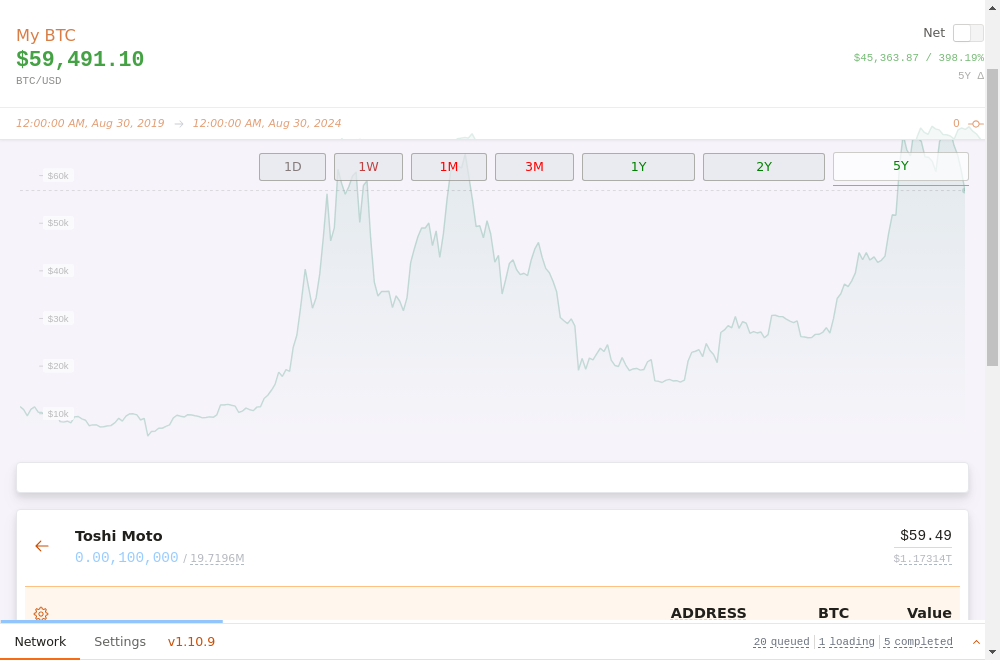 My BTC
Net
$59,491.10
$45,363.87 / 398.19%
BTC/USD
5Y Δ
12:00:00 AM, Aug 30, 2019 → 12:00:00 AM, Aug 30, 2024
0
1D 1W 1M 3M 1Y 2Y 5Y
$60k
$50k
$40k
$30k
$20k
$10k
Toshi Moto
$59.49
0.00,100,000 / 19.7196M
$1.17314T
ADDRESS BTC Value
Network Settings v1.10.9
20 queued 1 loading 5 completed